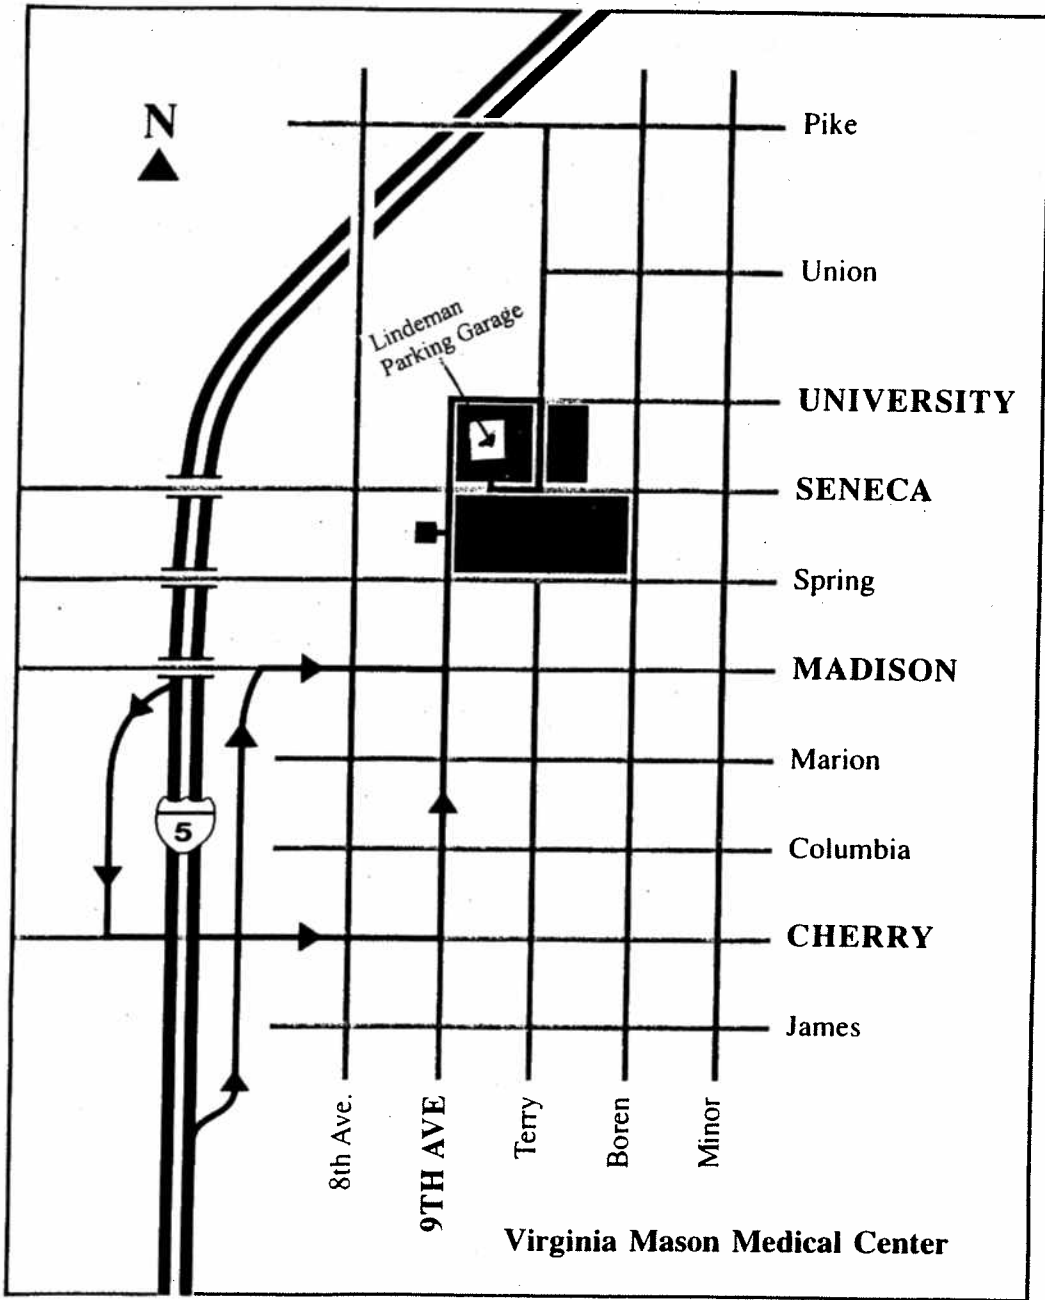 N
Pike
Union
Lindeman
Parking Garage
UNIVERSITY
SENECA
Spring
MADISON
Marion
5
Columbia
CHERRY
James
8th Ave.
9TH AVE
Terry
Boren
Minor
Virginia Mason Medical Center